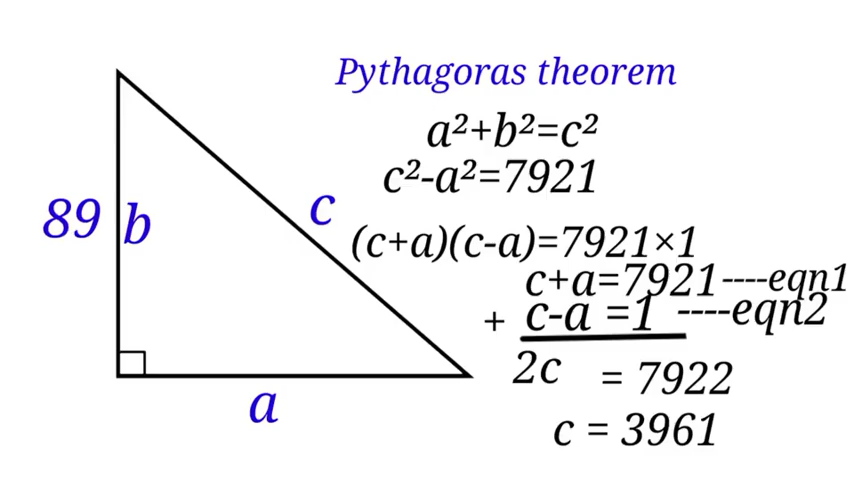 Pythagoras theorem
a²+b²=c²
c²-a²=7921
(c+a)(c-a)=7921×1
c+a=7921----eqn1
+ c-a =1 ----eqn2
2c = 7922
c = 3961
89 b
c
a